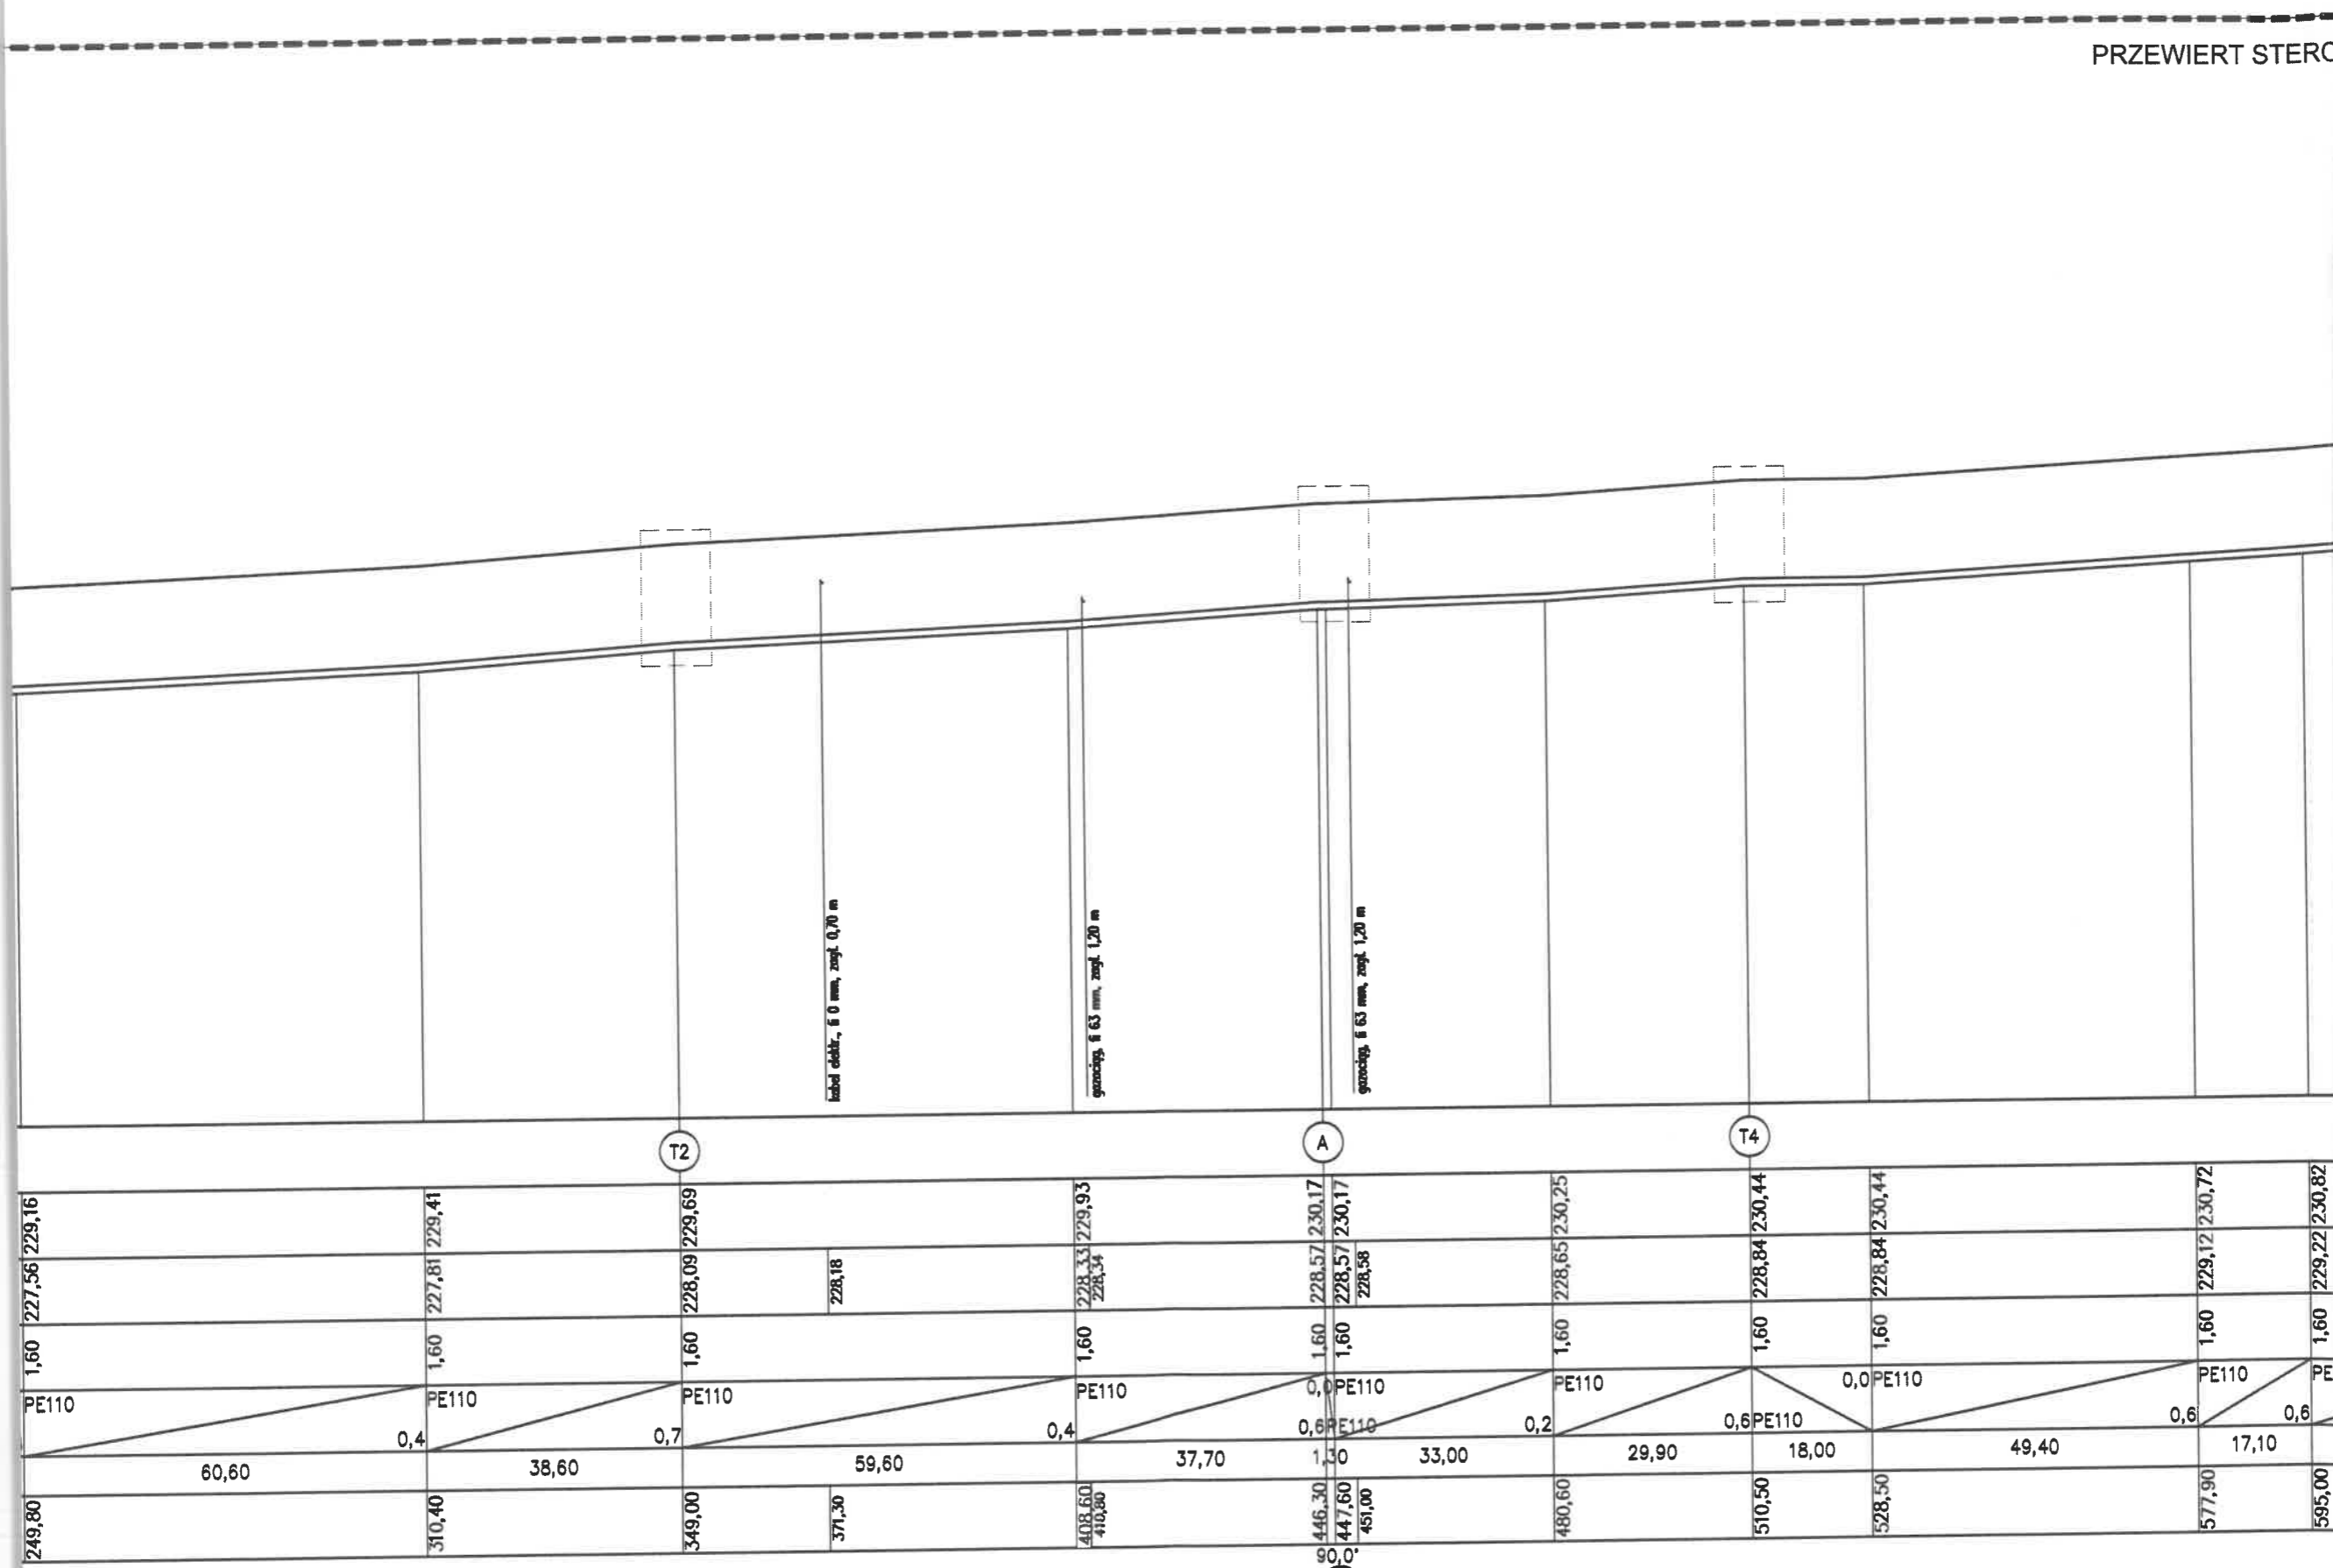 PRZEWIERT STERO
kabel elektr., fi 0 mm, zagł. 0,70 m
gazociąg, fi 63 mm, zagł. 1,20 m
gazociąg, fi 63 mm, zagł. 1,20 m
T2
A
T4
229,16 229,41 229,69 229,93 230,17 230,17 230,25 230,44 230,44 230,72 230,82
227,56 227,81 228,09 228,18 228,33 228,34 228,57 228,57 228,58 228,65 228,84 228,84 229,12 229,22
1,60 1,60 1,60 1,60 1,60 1,60 1,60 1,60 1,60 1,60 1,60
PE110 PE110 PE110 PE110 0,0 PE110 PE110 0,0 PE110 PE110 PE
0,4 0,7 0,4 0,6 PE110 0,2 0,6 PE110 0,6 0,6
60,60 38,60 59,60 37,70 1,30 33,00 29,90 18,00 49,40 17,10
249,80 310,40 349,00 371,30 408,60 410,80 446,30 447,60 451,00 480,60 510,50 528,50 577,90 595,00
90,0°